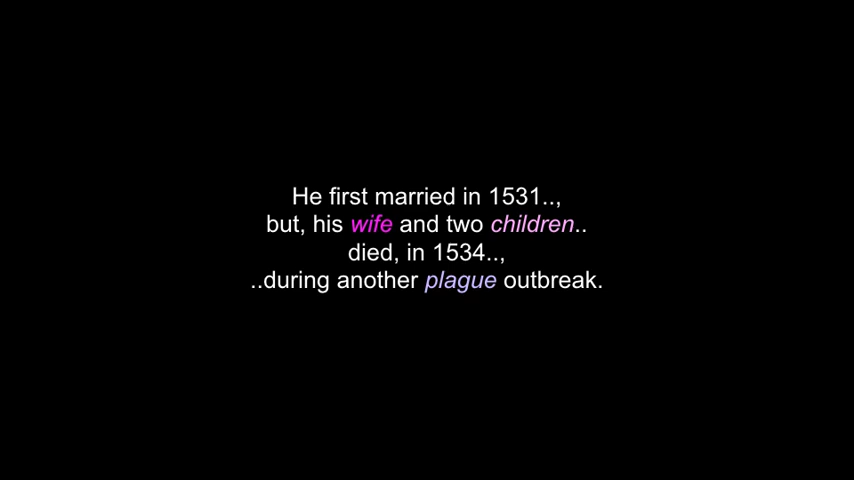 He first married in 1531..,
but, his wife and two children..
died, in 1534..,
..during another plague outbreak.